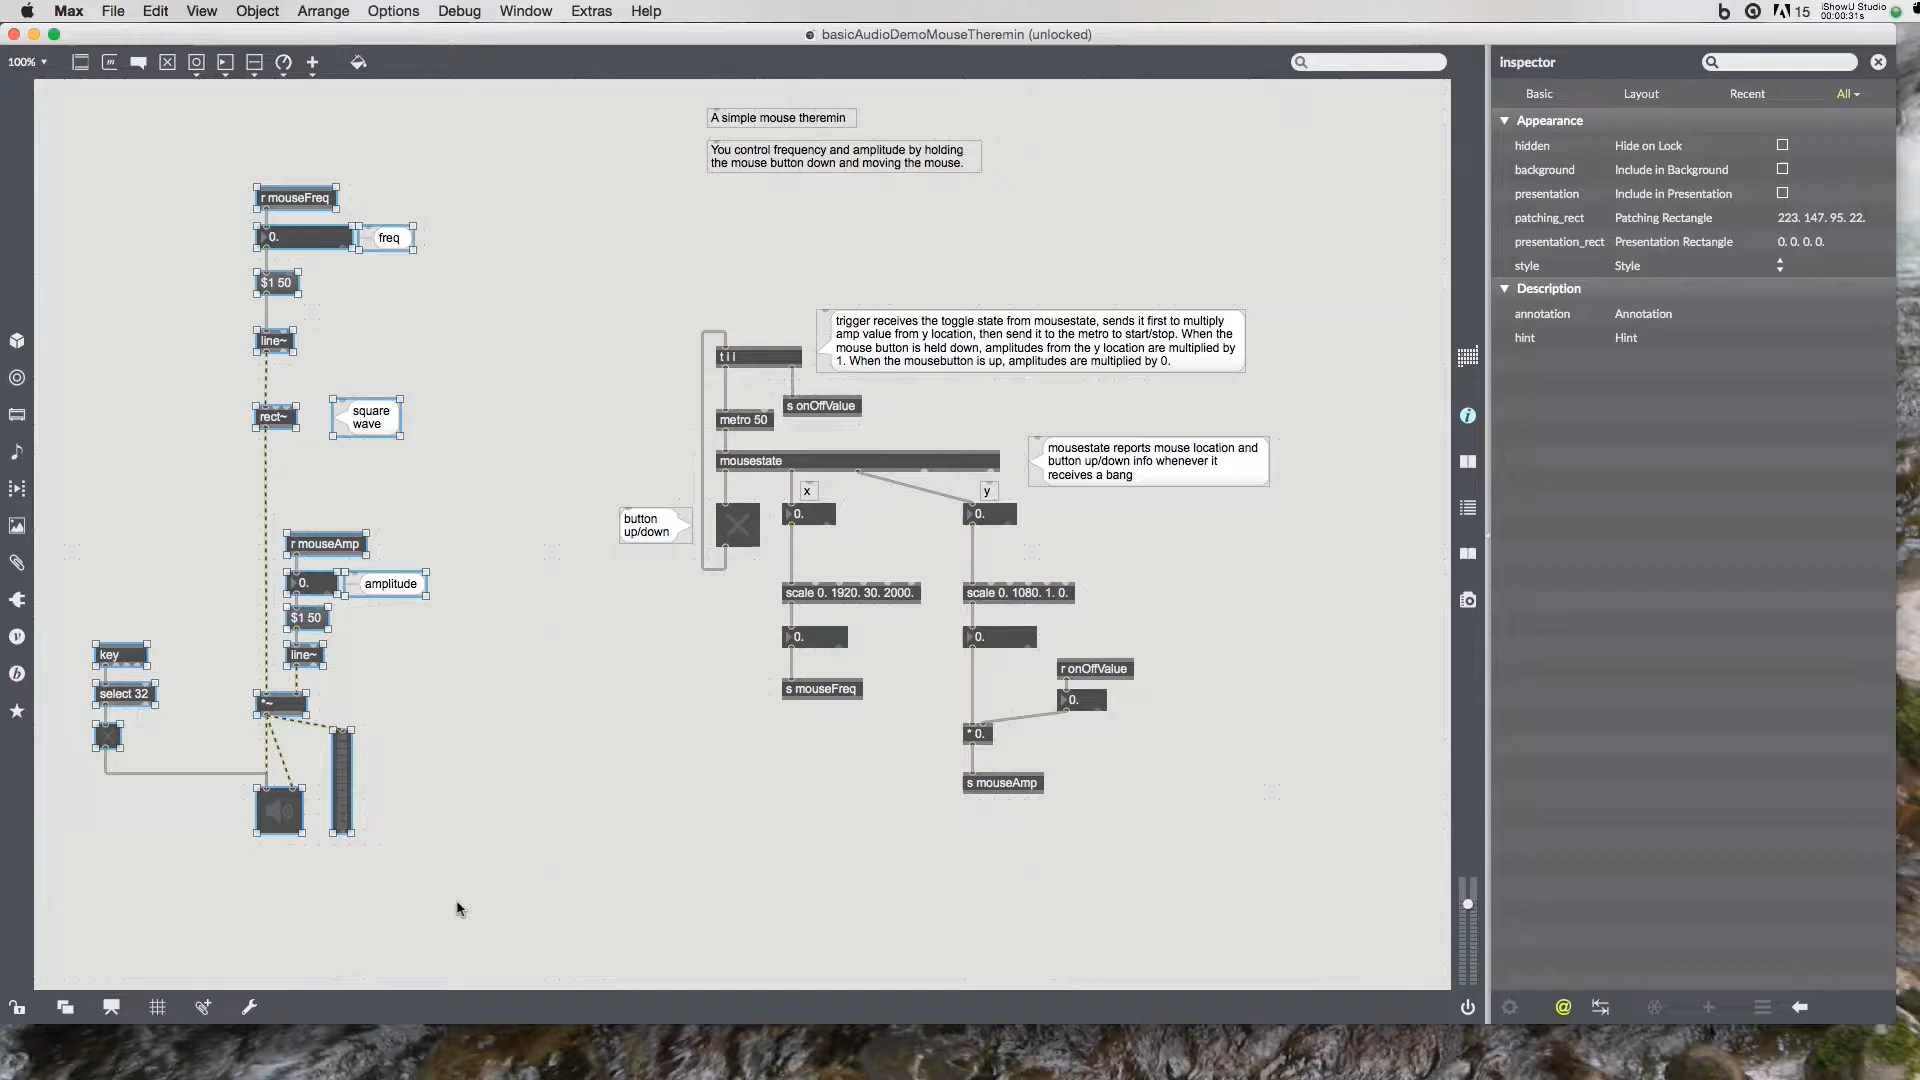 Max File Edit View Object Arrange Options Debug Window Extras Help
15 iShowU Studio
00:00:31s
basicAudioDemoMouseTheremin (unlocked)
100%
A simple mouse theremin
You control frequency and amplitude by holding
the mouse button down and moving the mouse.
r mouseFreq
0. freq
$1 50
line~
rect~
square
wave
r mouseAmp
0. amplitude
$1 50
line~
key
select 32
*~
trigger receives the toggle state from mousestate, sends it first to multiply
amp value from y location, then send it to the metro to start/stop. When the
mouse button is held down, amplitudes from the y location are multiplied by
1. When the mousebutton is up, amplitudes are multiplied by 0.
t i i
s onOffValue
metro 50
mousestate
mousestate reports mouse location and
button up/down info whenever it
receives a bang
x y
button
up/down
0. 0.
scale 0. 1920. 30. 2000. scale 0. 1080. 1. 0.
0. 0.
r onOffValue
s mouseFreq
0.
* 0.
s mouseAmp
inspector
Basic Layout Recent All
Appearance
hidden Hide on Lock
background Include in Background
presentation Include in Presentation
patching_rect Patching Rectangle 223. 147. 95. 22.
presentation_rect Presentation Rectangle 0. 0. 0. 0.
style Style
Description
annotation Annotation
hint Hint